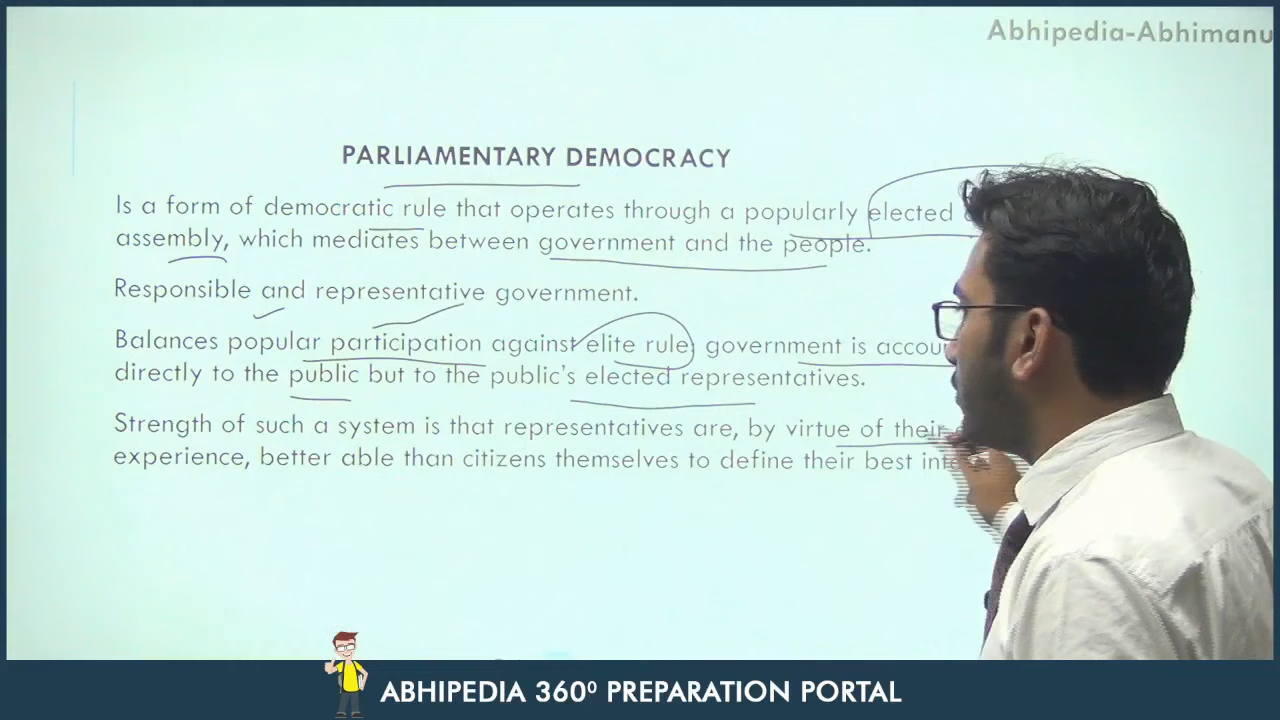 Abhipedia-Abhimanu
PARLIAMENTARY DEMOCRACY
Is a form of democratic rule that operates through a popularly elected
assembly, which mediates between government and the people.
Responsible and representative government.
Balances popular participation against elite rule; government is
directly to the public but to the public's elected representatives.
Strength of such a system is that representatives are, by virtue of their
experience, better able than citizens themselves to define their best
ABHIPEDIA 360⁰ PREPARATION PORTAL